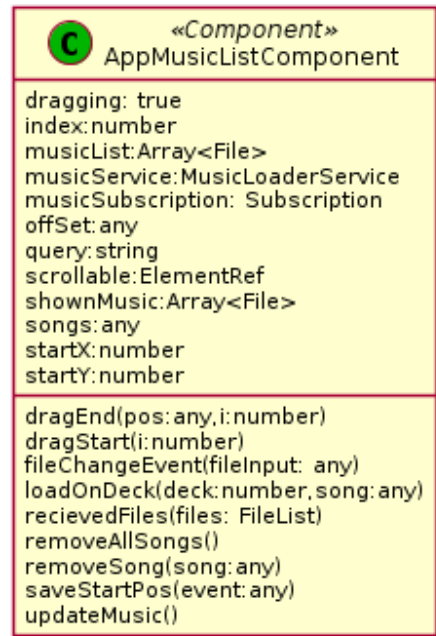 C
«Component»
AppMusicListComponent
dragging: true
index:number
musicList:Array<File>
musicService:MusicLoaderService
musicSubscription: Subscription
offSet:any
query:string
scrollable:ElementRef
shownMusic:Array<File>
songs:any
startX:number
startY:number
dragEnd(pos:any,i:number)
dragStart(i:number)
fileChangeEvent(fileInput: any)
loadOnDeck(deck:number,song:any)
recievedFiles(files: FileList)
removeAllSongs()
removeSong(song:any)
saveStartPos(event:any)
updateMusic()